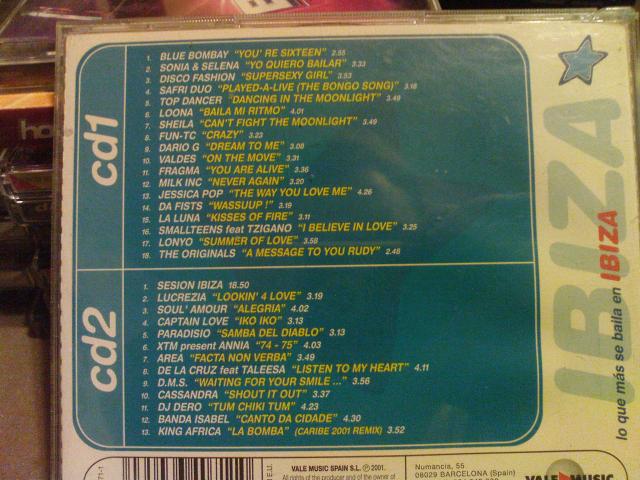 cd1
1. BLUE BOMBAY "YOU' RE SIXTEEN" 2.55
2. SONIA & SELENA "YO QUIERO BAILAR" 3.33
3. DISCO FASHION "SUPERSEXY GIRL" 3.53
4. SAFRI DUO "PLAYED-A-LIVE (THE BONGO SONG)" 3.18
5. TOP DANCER "DANCING IN THE MOONLIGHT" 3.49
6. LOONA "BAILA MI RITMO" 4.01
7. SHEILA "CAN'T FIGHT THE MOONLIGHT" 3.49
8. FUN-TC "CRAZY" 3.23
9. DARIO G "DREAM TO ME" 3.08
10. VALDES "ON THE MOVE" 3.31
11. FRAGMA "YOU ARE ALIVE" 3.36
12. MILK INC "NEVER AGAIN" 3.20
13. JESSICA POP "THE WAY YOU LOVE ME" 4.26
14. DA FISTS "WASSUUP !" 3.19
15. LA LUNA "KISSES OF FIRE" 3.11
16. SMALLTEENS feat TZIGANO "I BELIEVE IN LOVE" 3.25
17. LONYO "SUMMER OF LOVE" 3.58
18. THE ORIGINALS "A MESSAGE TO YOU RUDY" 2.48
cd2
1. SESION IBIZA 18.50
2. LUCREZIA "LOOKIN' 4 LOVE" 3.19
3. SOUL' AMOUR "ALEGRIA" 4.02
4. CAPTAIN LOVE "IKO IKO" 3.13
5. PARADISIO "SAMBA DEL DIABLO" 3.13
6. XTM present ANNIA "74 - 75" 4.03
7. AREA "FACTA NON VERBA" 3.49
8. DE LA CRUZ feat TALEESA "LISTEN TO MY HEART" 4.11
9. D.M.S. "WAITING FOR YOUR SMILE ..." 3.56
10. CASSANDRA "SHOUT IT OUT" 3.37
11. DJ DERO "TUM CHIKI TUM" 4.23
12. BANDA ISABEL "CANTO DA CIDADE" 4.30
13. KING AFRICA "LA BOMBA" (CARIBE 2001 REMIX) 3.52
IBIZA
lo que más se baila en IBIZA
E.U.
VALE MUSIC SPAIN S.L. ℗ 2001.
All rights of the producer and of the owner of
Numancia, 55
08029 BARCELONA (Spain)
VALE MUSIC